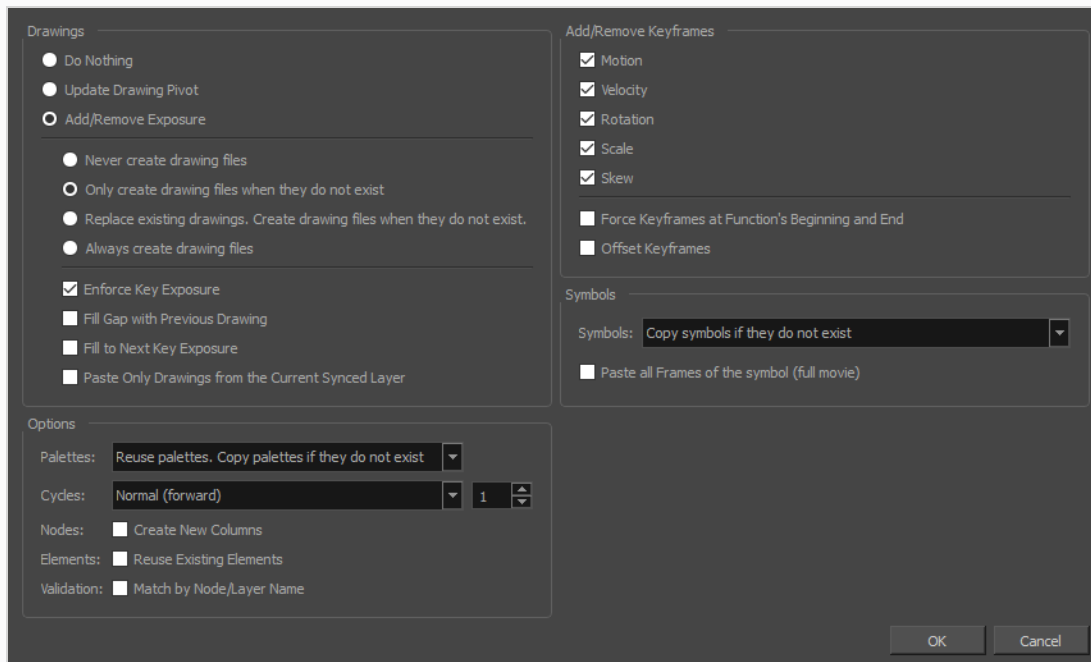 Drawings
Do Nothing
Update Drawing Pivot
Add/Remove Exposure
Never create drawing files
Only create drawing files when they do not exist
Replace existing drawings. Create drawing files when they do not exist.
Always create drawing files
Enforce Key Exposure
Fill Gap with Previous Drawing
Fill to Next Key Exposure
Paste Only Drawings from the Current Synced Layer
Options
Palettes: Reuse palettes. Copy palettes if they do not exist
Cycles: Normal (forward) 1
Nodes: Create New Columns
Elements: Reuse Existing Elements
Validation: Match by Node/Layer Name
Add/Remove Keyframes
Motion
Velocity
Rotation
Scale
Skew
Force Keyframes at Function's Beginning and End
Offset Keyframes
Symbols
Symbols: Copy symbols if they do not exist
Paste all Frames of the symbol (full movie)
OK Cancel